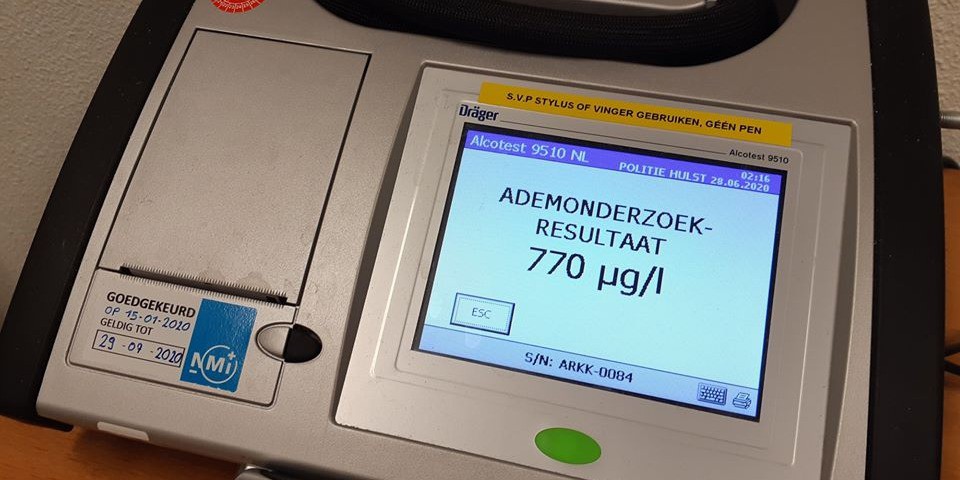 S.V.P STYLUS OF VINGER GEBRUIKEN, GÉÉN PEN
Dräger
Alcotest 9510
Alcotest 9510 NL
02:16
POLITIE HULST 28.06.2020
ADEMONDERZOEK-
RESULTAAT
770 µg/l
ESC
S/N: ARKK-0084
GOEDGEKEURD
OP 15-01-2020
GELDIG TOT
29-09-2020
NMi